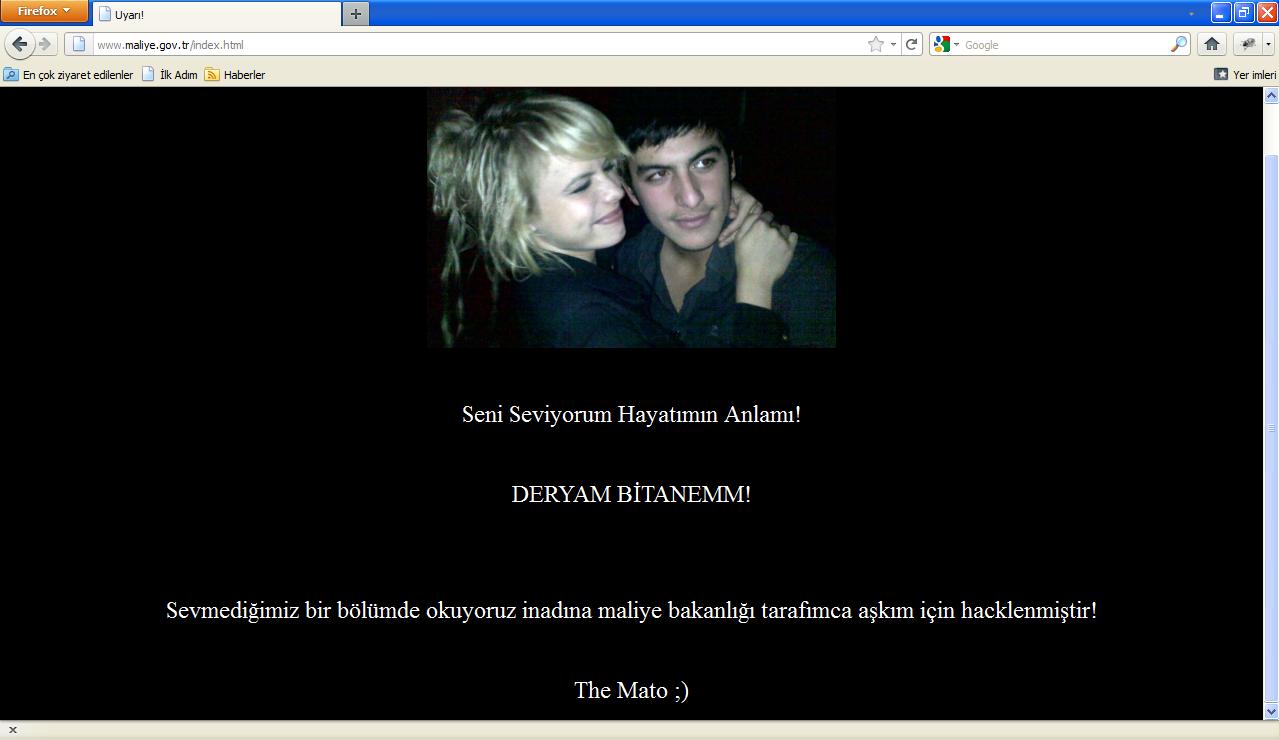 Firefox
Uyarı!
www.maliye.gov.tr/index.html
Google
En çok ziyaret edilenler
İlk Adım
Haberler
Yer imleri
Seni Seviyorum Hayatımın Anlamı!
DERYAM BİTANEMM!
Sevmediğimiz bir bölümde okuyoruz inadına maliye bakanlığı tarafımca aşkım için hacklenmiştir!
The Mato ;)